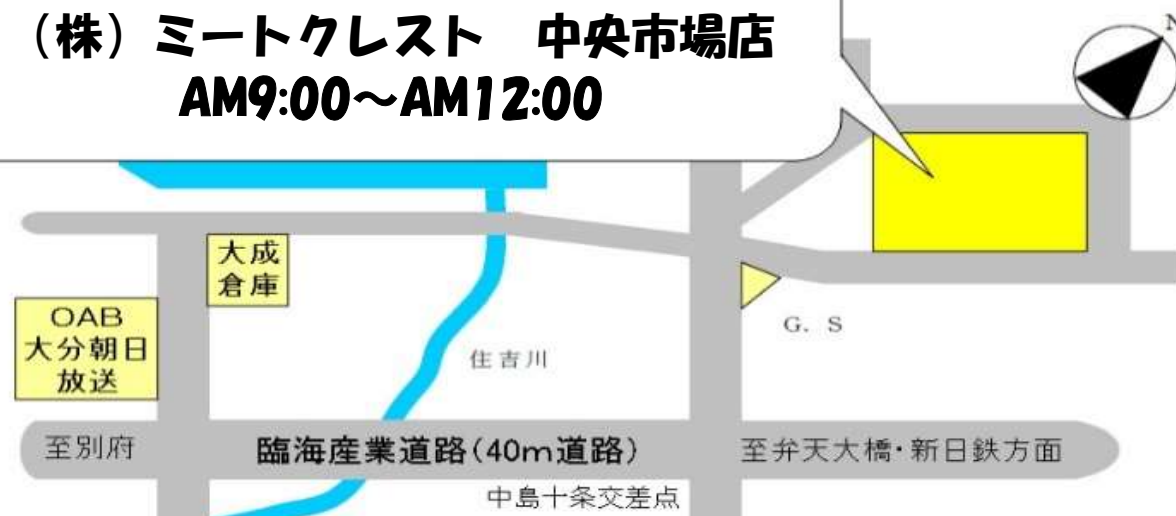 （株）ミートクレスト　中央市場店
AM9:00～AM12:00
N
大成
倉庫
OAB
大分朝日
放送
G. S
住吉川
至別府
臨海産業道路(40m道路)
至弁天大橋・新日鉄方面
中島十条交差点